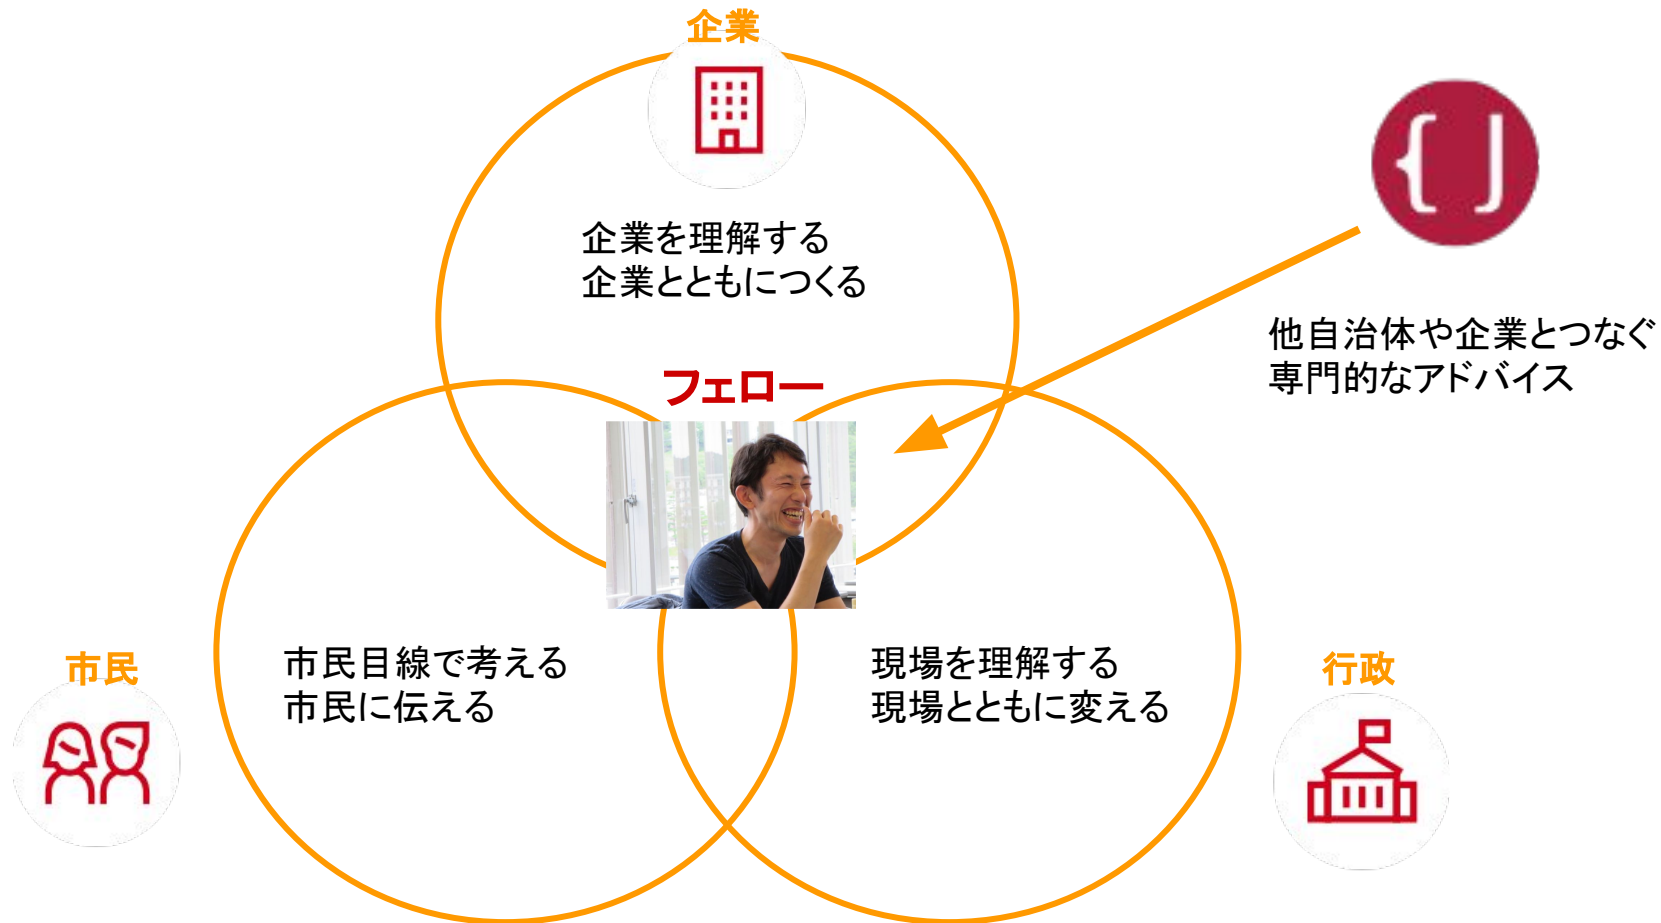 企業
企業を理解する
企業とともにつくる
他自治体や企業とつなぐ
専門的なアドバイス
フェロー
市民
市民目線で考える
市民に伝える
現場を理解する
現場とともに変える
行政